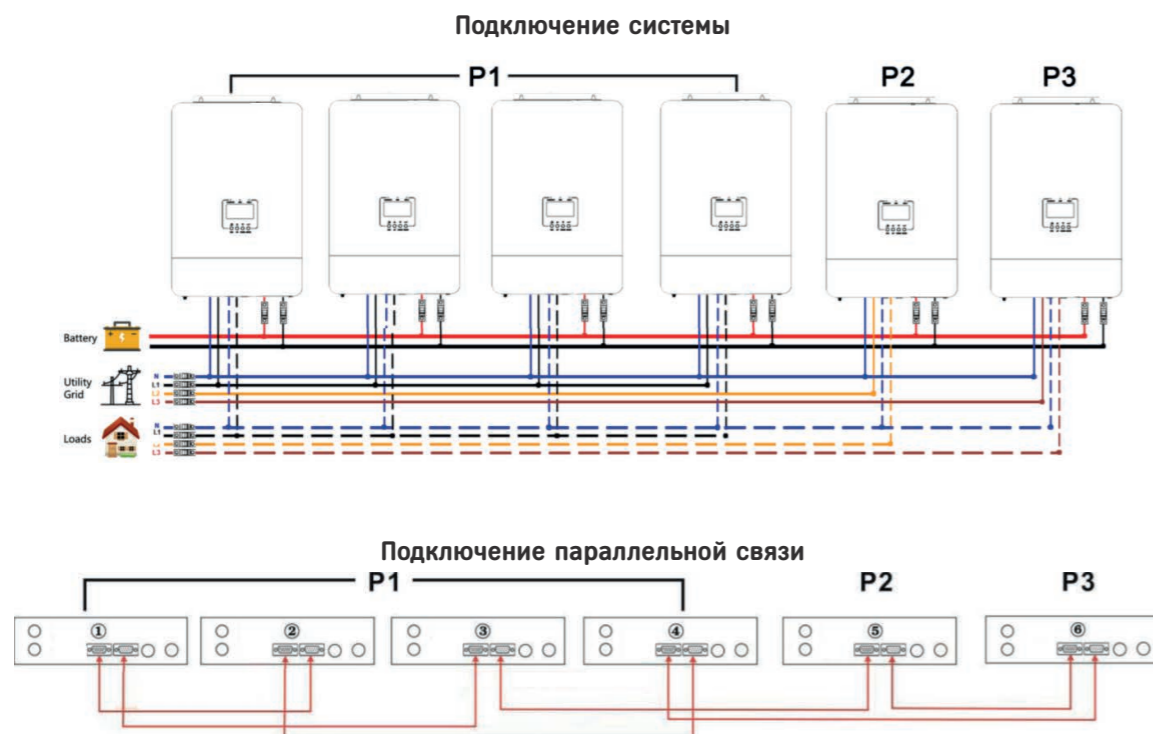 Подключение системы
P1 P2 P3
Battery
Utility
Grid
N
L1
L2
L3
Loads
N
L1
L3
Подключение параллельной связи
P1 P2 P3
① ② ③ ④ ⑤ ⑥